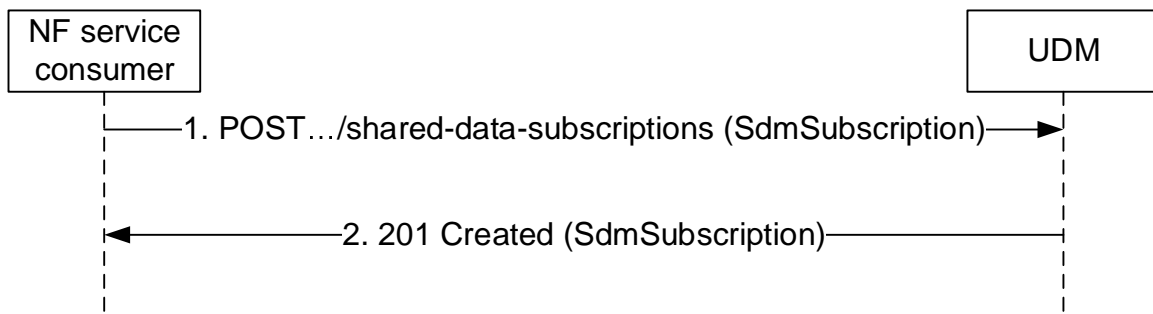 NF service
consumer
UDM
1. POST…/shared-data-subscriptions (SdmSubscription)
2. 201 Created (SdmSubscription)